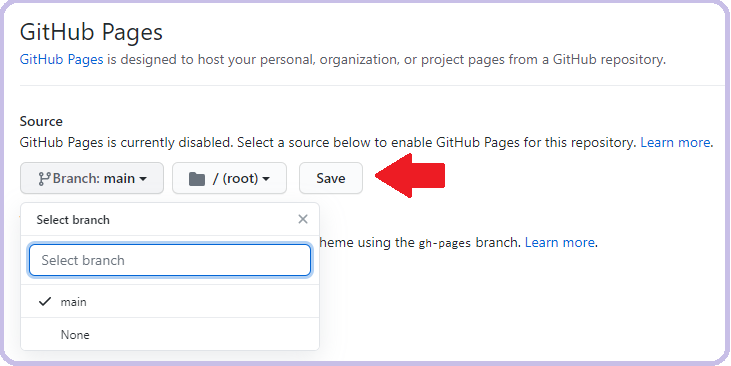 GitHub Pages
GitHub Pages is designed to host your personal, organization, or project pages from a GitHub repository.
Source
GitHub Pages is currently disabled. Select a source below to enable GitHub Pages for this repository. Learn more.
Branch: main / (root) Save
Select branch
heme using the gh-pages branch. Learn more.
Select branch
main
None